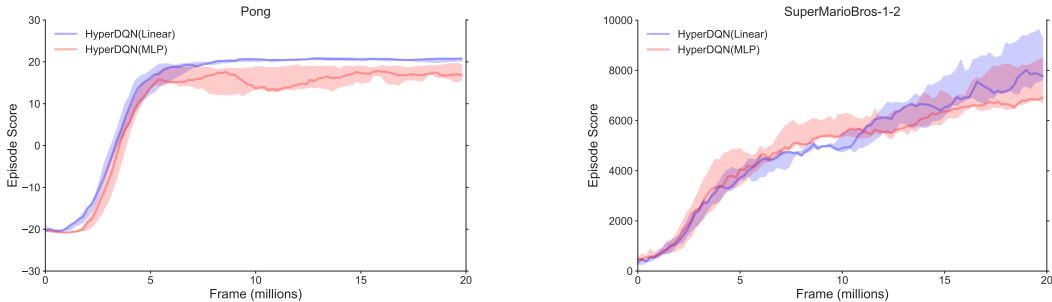 Pong
HyperDQN(Linear)
HyperDQN(MLP)
Episode Score
30
20
10
0
−10
−20
−30
0 5 10 15 20
Frame (millions)
SuperMarioBros-1-2
HyperDQN(Linear)
HyperDQN(MLP)
Episode Score
10000
8000
6000
4000
2000
0
0 5 10 15 20
Frame (millions)